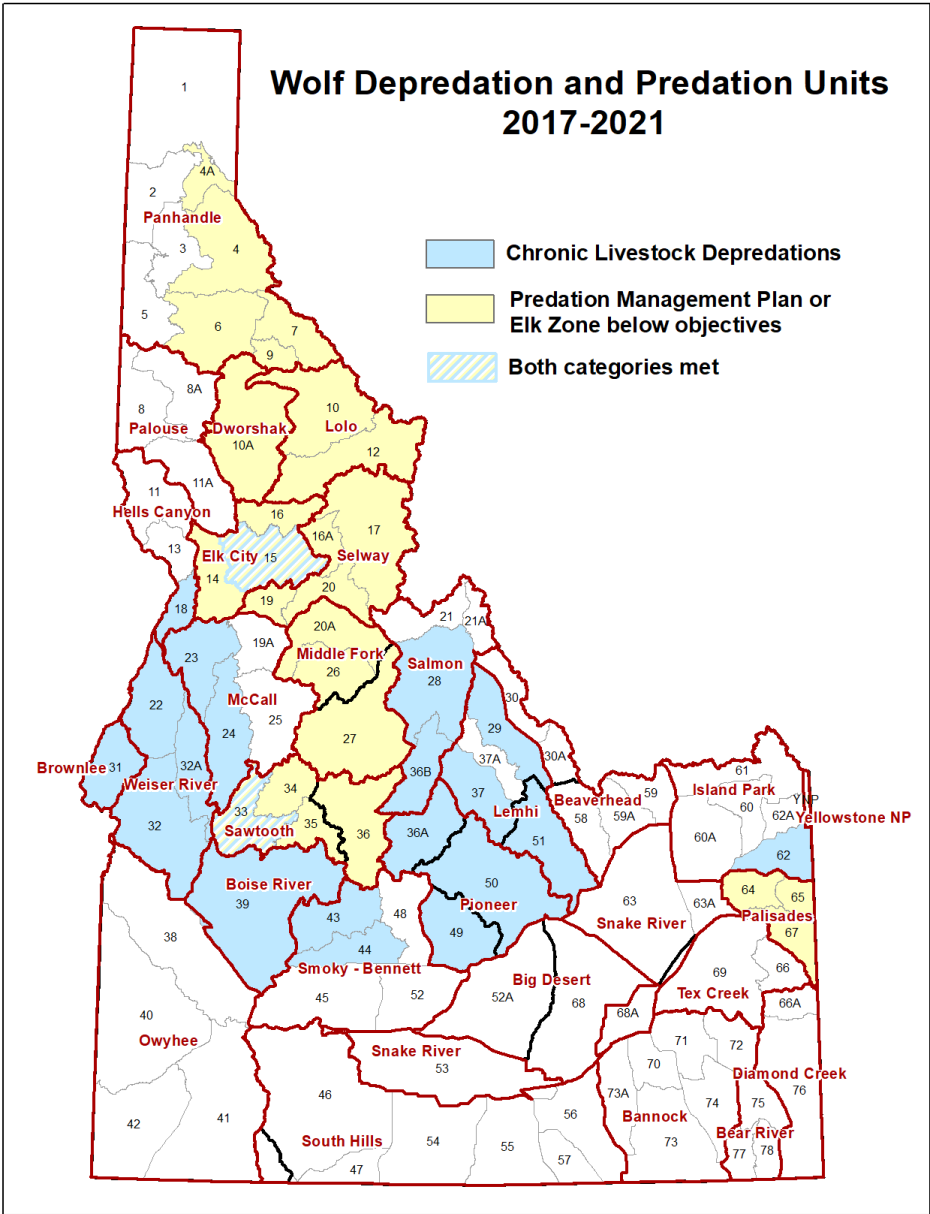 Wolf Depredation and Predation Units
2017-2021
Chronic Livestock Depredations
Predation Management Plan or
Elk Zone below objectives
Both categories met
1
4A
2
Panhandle
3
4
5
6
7
9
8A
8
Palouse
Dworshak
10A
10
Lolo
12
11
11A
Hells Canyon
13
16
Elk City
15
16A
17
Selway
14
18
19
20
19A
20A
Middle Fork
26
21
21A
Salmon
28
23
McCall
22
24
25
27
29
30
30A
37A
Brownlee
31
Weiser River
32A
32
33
34
Sawtooth
35
36
36B
36A
37
Lemhi
51
Beaverhead
58
59
59A
61
Island Park
60
YNP
62A
Yellowstone NP
60A
62
Boise River
39
43
44
48
50
Pioneer
49
63
Snake River
63A
64
65
Palisades
67
66
38
Smoky - Bennett
45
52
52A
Big Desert
68
68A
69
Tex Creek
66A
40
Owyhee
42
41
Snake River
53
46
South Hills
47
54
55
56
57
70
71
72
73A
Bannock
73
74
Diamond Creek
76
75
Bear River
77
78